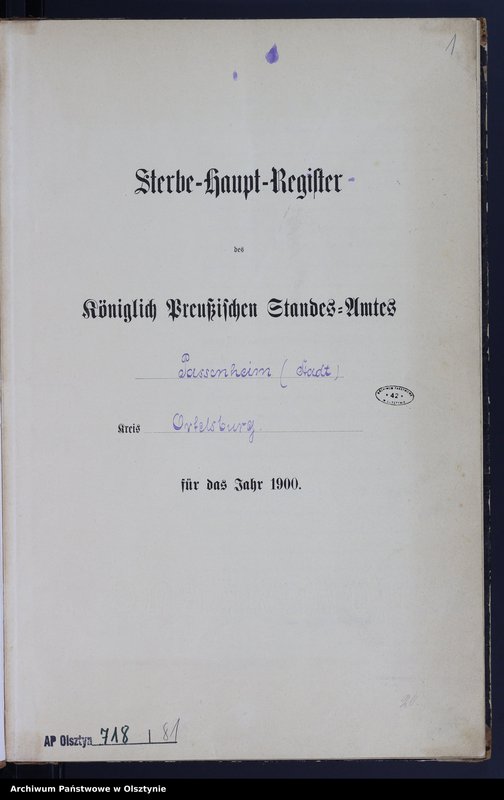 1
Sterbe-Haupt-Register
des
Königlich Preußischen Standes-Amtes
Passenheim (Stadt)
42
Kreis Ortelsburg
für das Jahr 1900.
20
AP Olsztyn 718 | 81
Archiwum Państwowe w Olsztynie